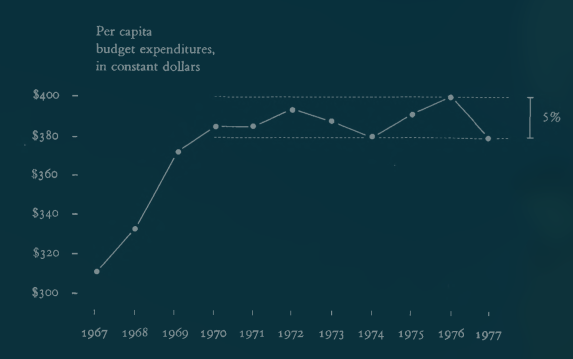 Per capita
budget expenditures,
in constant dollars
$400
5%
$380
$360
$340
$320
$300
1967 1968 1969 1970 1971 1972 1973 1974 1975 1976 1977